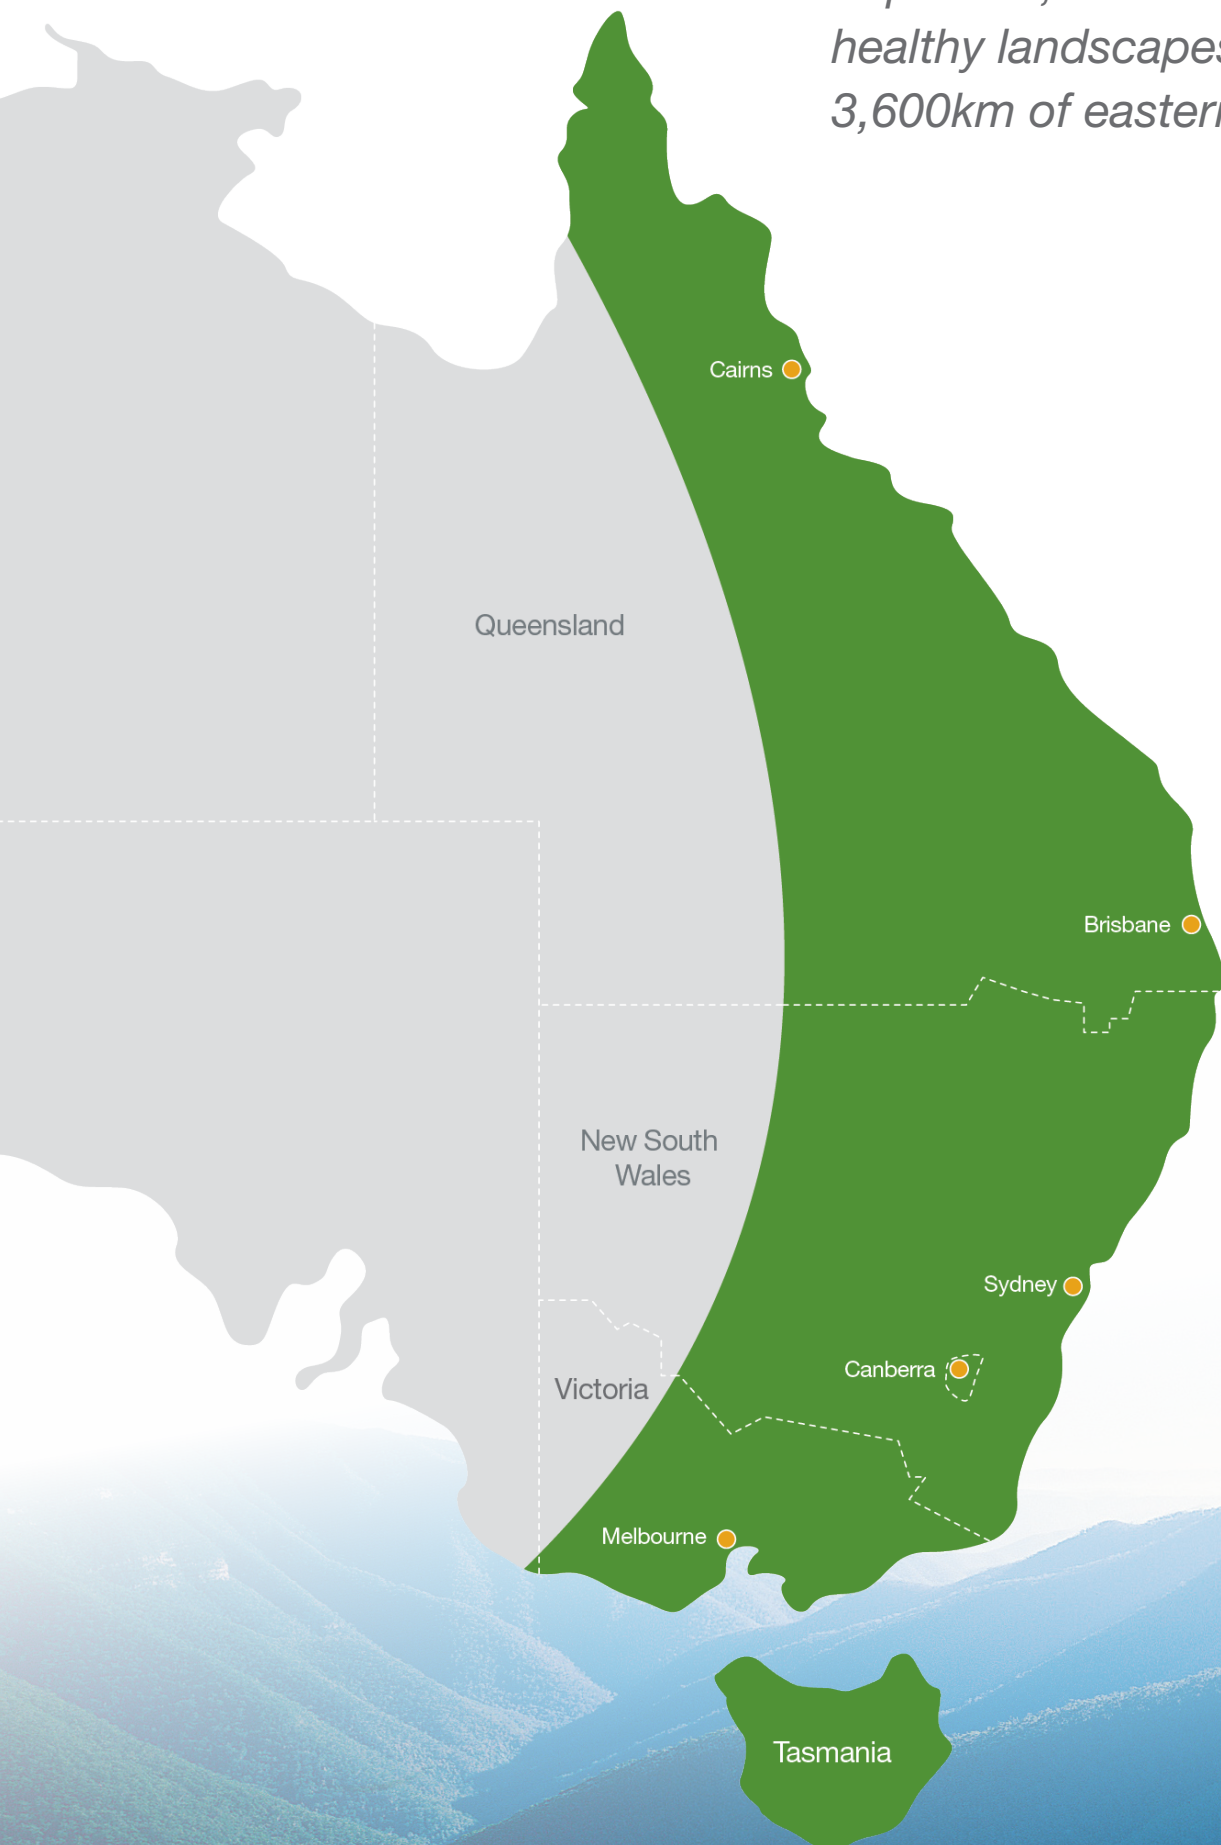 healthy landscapes
3,600km of eastern
Cairns
Queensland
Brisbane
New South
Wales
Sydney
Canberra
Victoria
Melbourne
Tasmania